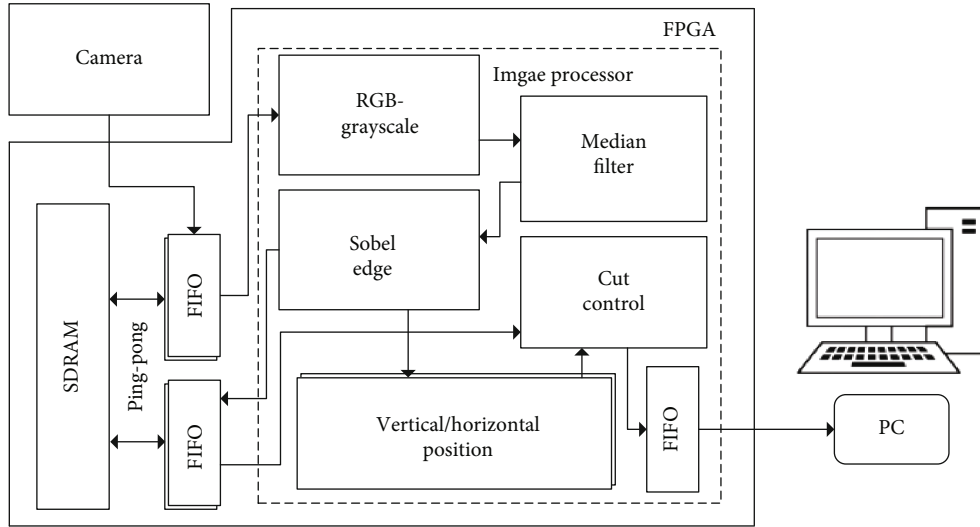 Camera
FPGA
Imgae processor
RGB-
grayscale
Median
filter
Sobel
edge
Cut
control
SDRAM
Ping-pong
FIFO
FIFO
Vertical/horizontal
position
FIFO
PC